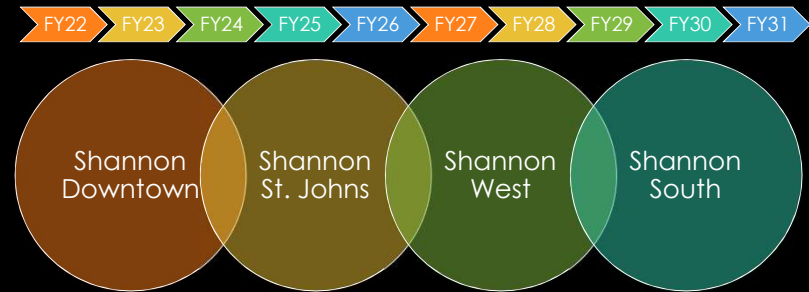 FY22 FY23 FY24 FY25 FY26 FY27 FY28 FY29 FY30 FY31
Shannon
Downtown
Shannon
St. Johns
Shannon
West
Shannon
South